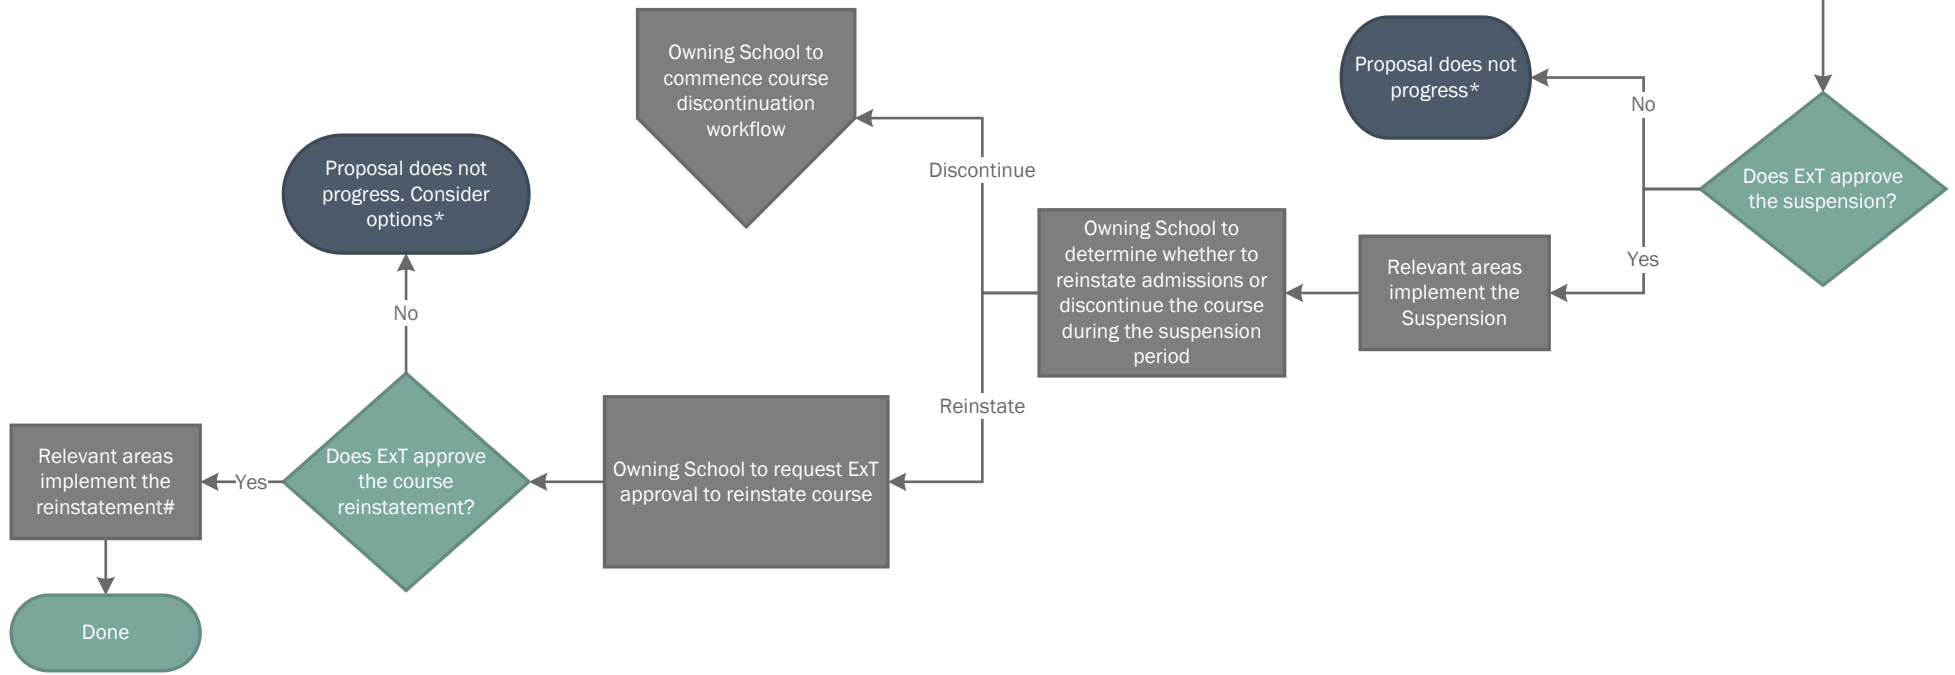 Does ExT approve
the suspension?
No
Proposal does not
progress*
Yes
Relevant areas
implement the
Suspension
Owning School to
determine whether to
reinstate admissions or
discontinue the course
during the suspension
period
Discontinue
Owning School to
commence course
discontinuation
workflow
Reinstate
Owning School to request ExT
approval to reinstate course
Does ExT approve
the course
reinstatement?
No
Proposal does not
progress. Consider
options*
Yes
Relevant areas
implement the
reinstatement#
Done